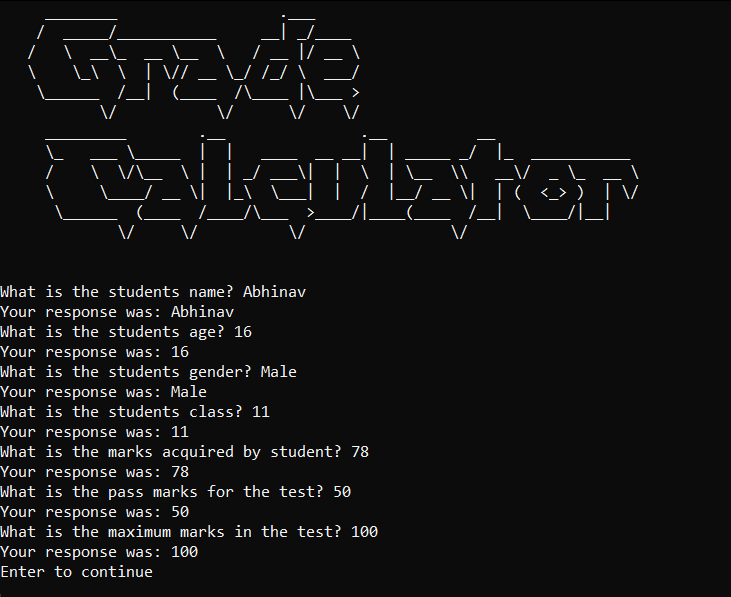 Grade
Calculator
What is the students name? Abhinav
Your response was: Abhinav
What is the students age? 16
Your response was: 16
What is the students gender? Male
Your response was: Male
What is the students class? 11
Your response was: 11
What is the marks acquired by student? 78
Your response was: 78
What is the pass marks for the test? 50
Your response was: 50
What is the maximum marks in the test? 100
Your response was: 100
Enter to continue